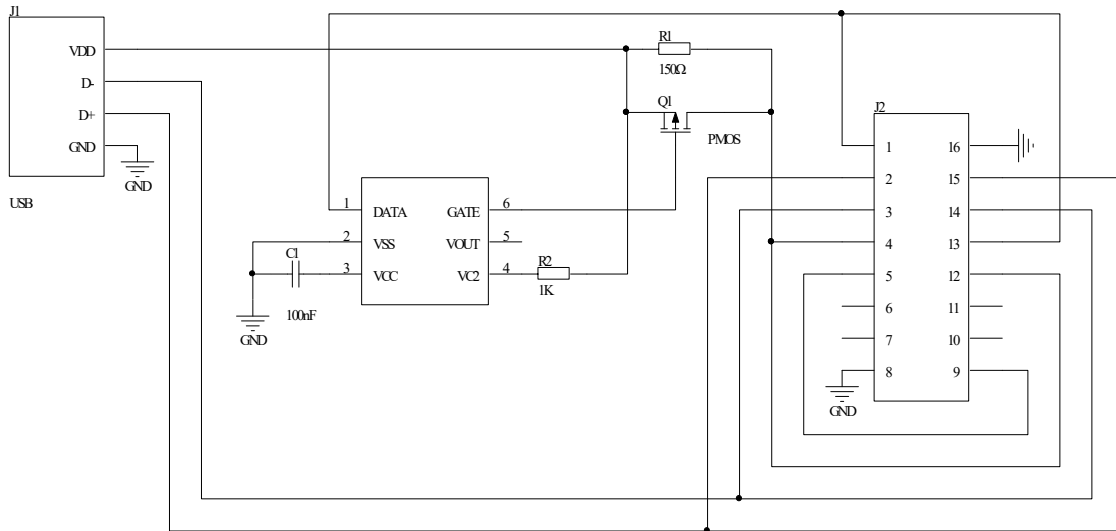 J1
VDD
D-
D+
GND
GND
USB
R1
150Ω
Q1
PMOS
J2
1 16
2 15
3 14
4 13
5 12
6 11
7 10
8 9
GND
1 DATA GATE 6
2 VSS VOUT 5
3 VCC VC2 4
C1
100nF
GND
R2
1K